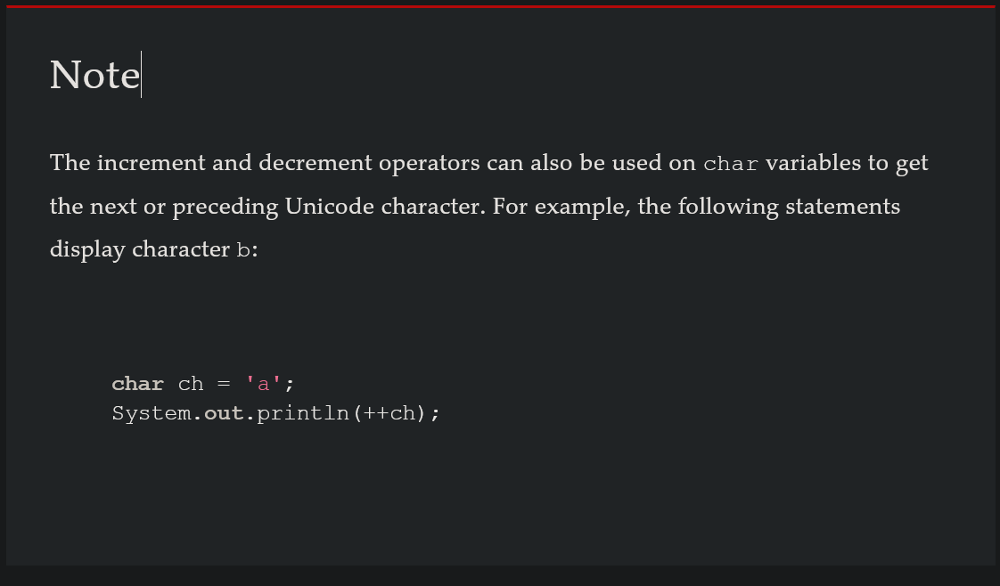 Note
The increment and decrement operators can also be used on char variables to get
the next or preceding Unicode character. For example, the following statements
display character b:
char ch = 'a';
System.out.println(++ch);